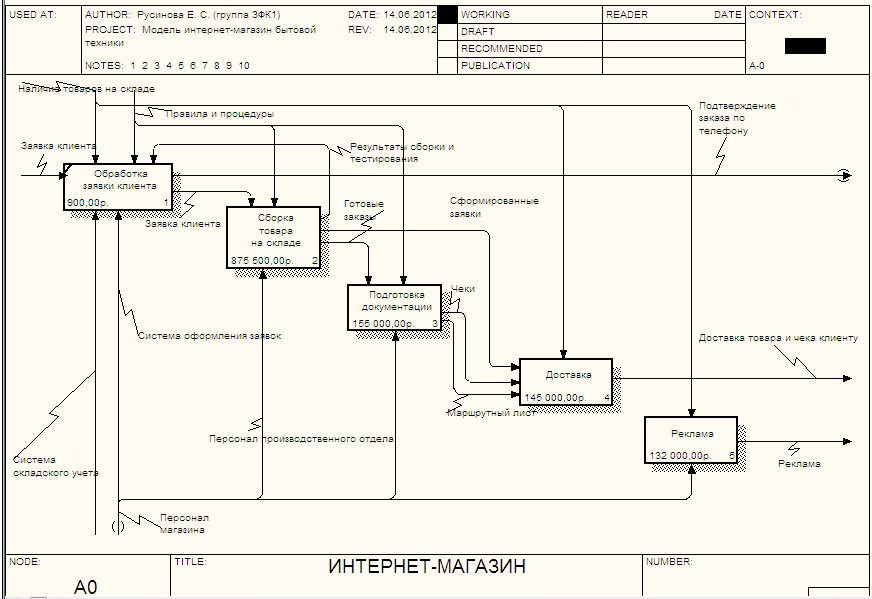 USED AT:
AUTHOR: Русинова Е. С. (группа ЗФК1)
DATE: 14.06.2012
WORKING
READER
DATE
CONTEXT:
PROJECT: Модель интернет-магазин бытовой
техники
REV: 14.06.2012
DRAFT
RECOMMENDED
NOTES: 1 2 3 4 5 6 7 8 9 10
PUBLICATION
A-0
Наличие товаров на складе
Правила и процедуры
Подтверждение
заказа по
телефону
Заявка клиента
Результаты сборки и
тестирования
Обработка
заявки клиента
900,00р. 1
Заявка клиента
Готовые
заказы
Сформированные
заявки
Сборка
товара
на складе
875 500,00р. 2
Чеки
Подготовка
документации
155 000,00р. 3
Система оформления заявок
Доставка товара и чека клиенту
Доставка
145 000,00р. 4
Маршрутный лист
Персонал производственного отдела
Реклама
132 000,00р. 5
Реклама
Система
складского учета
Персонал
магазина
NODE:
TITLE:
ИНТЕРНЕТ-МАГАЗИН
NUMBER:
A0